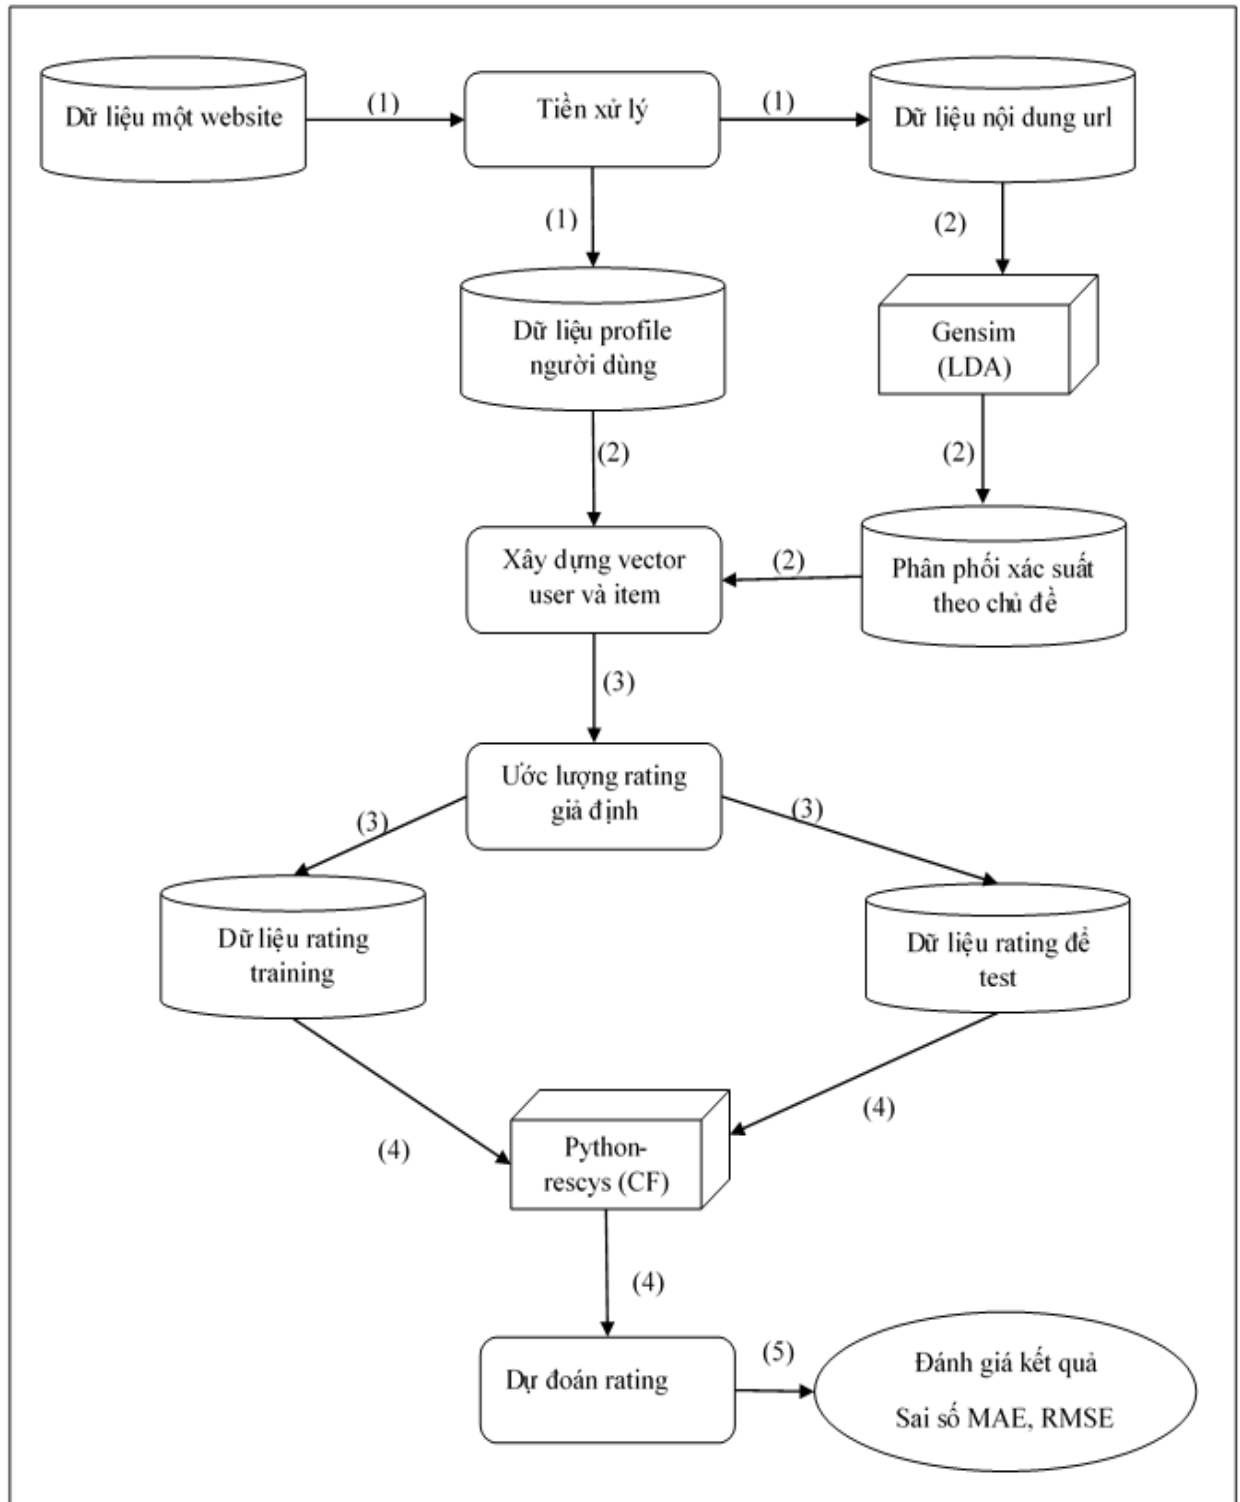 Dữ liệu một website
(1)
Tiền xử lý
(1)
Dữ liệu nội dung url
(1)
(2)
Dữ liệu profile
người dùng
Gensim
(LDA)
(2)
(2)
Xây dựng vector
user và item
(2)
Phân phối xác suất
theo chủ đề
(3)
Ước lượng rating
giả định
(3)
(3)
Dữ liệu rating
training
Dữ liệu rating để
test
(4)
(4)
Python-
rescys (CF)
(4)
Dự đoán rating
(5)
Đánh giá kết quả
Sai số MAE, RMSE